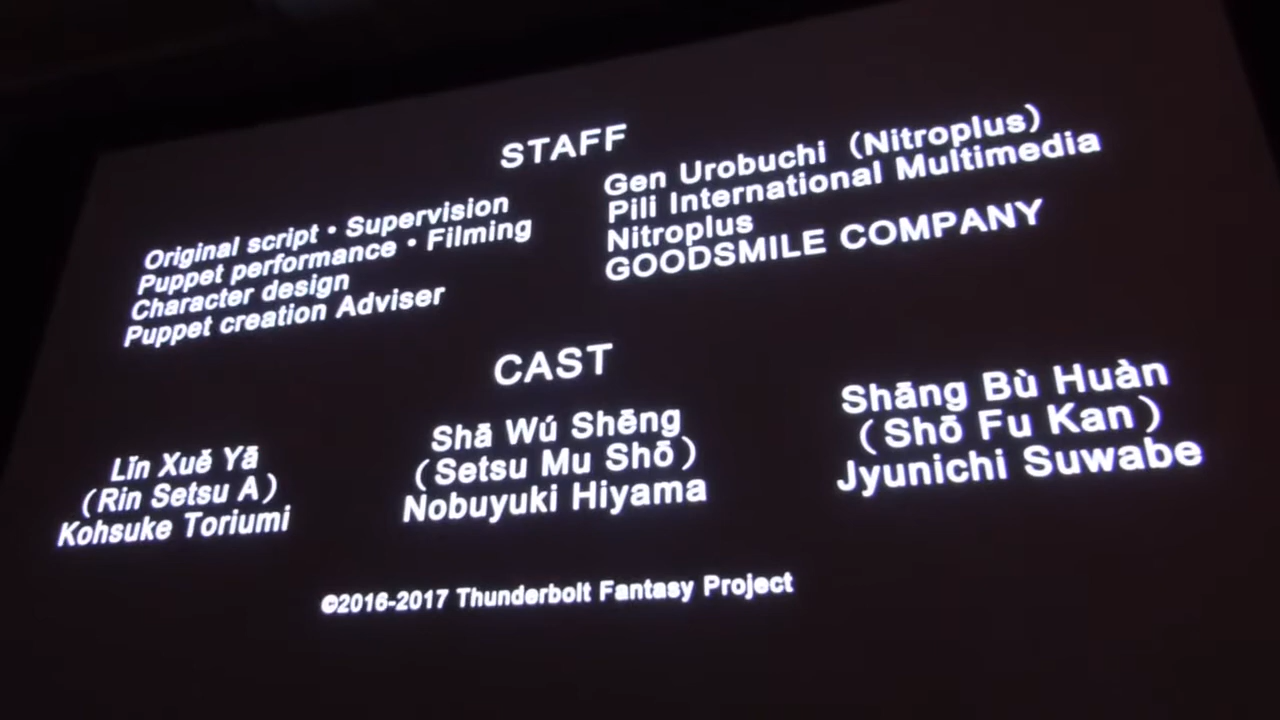 STAFF
Original script・Supervision
Gen Urobuchi (Nitroplus)
Puppet performance・Filming
Pili International Multimedia
Character design
Nitroplus
Puppet creation Adviser
GOODSMILE COMPANY
CAST
Lǐn Xuě Yā
(Rin Setsu A)
Kohsuke Toriumi
Shā Wú Shēng
(Setsu Mu Shō)
Nobuyuki Hiyama
Shāng Bù Huàn
(Shō Fu Kan)
Jyunichi Suwabe
©2016-2017 Thunderbolt Fantasy Project